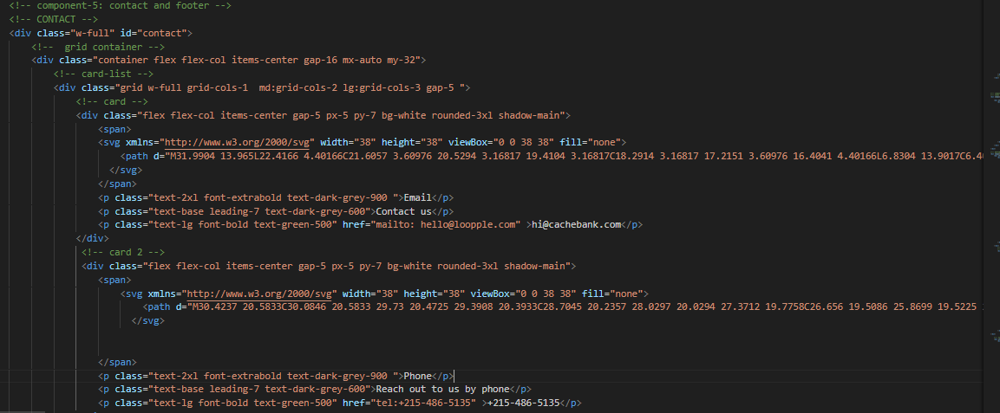 <!-- component-5: contact and footer -->
<!-- CONTACT -->
<div class="w-full" id="contact">
<!--  grid container -->
<div class="container flex flex-col items-center gap-16 mx-auto my-32">
<!-- card-list -->
<div class="grid w-full grid-cols-1  md:grid-cols-2 lg:grid-cols-3 gap-5 ">
<!-- card -->
<div class="flex flex-col items-center gap-5 px-5 py-7 bg-white rounded-3xl shadow-main">
<span>
<svg xmlns="http://www.w3.org/2000/svg" width="38" height="38" viewBox="0 0 38 38" fill="none">
<path d="M31.9904 13.965L22.4166 4.40166C21.6057 3.60976 20.5294 3.16817 19.4104 3.16817C18.2914 3.16817 17.2151 3.60976 16.4041 4.40166L6.8304 13.9017C6.4
</svg>
</span>
<p class="text-2xl font-extrabold text-dark-grey-900 ">Email</p>
<p class="text-base leading-7 text-dark-grey-600">Contact us</p>
<p class="text-lg font-bold text-green-500" href="mailto: hello@loopple.com" >hi@cachebank.com</p>
</div>
<!-- card 2 -->
<div class="flex flex-col items-center gap-5 px-5 py-7 bg-white rounded-3xl shadow-main">
<span>
<svg xmlns="http://www.w3.org/2000/svg" width="38" height="38" viewBox="0 0 38 38" fill="none">
<path d="M30.4237 20.5833C30.0846 20.5833 29.73 20.4725 29.3908 20.3933C28.7045 20.2357 28.0297 20.0294 27.3712 19.7758C26.656 19.5086 25.8699 19.5225
</svg>
</span>
<p class="text-2xl font-extrabold text-dark-grey-900 ">Phone</p>
<p class="text-base leading-7 text-dark-grey-600">Reach out to us by phone</p>
<p class="text-lg font-bold text-green-500" href="tel:+215-486-5135" >+215-486-5135</p>